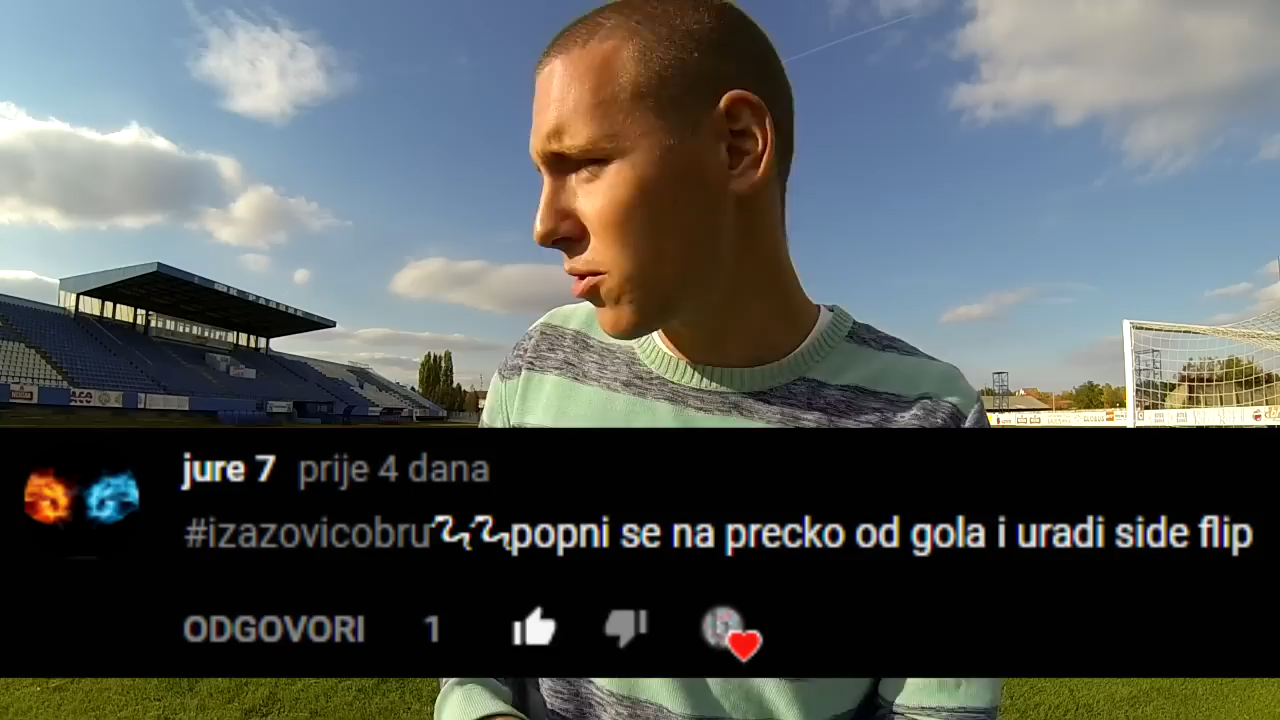 jure 7 prije 4 dana
#izazovicobru popni se na precko od gola i uradi side flip
ODGOVORI 1